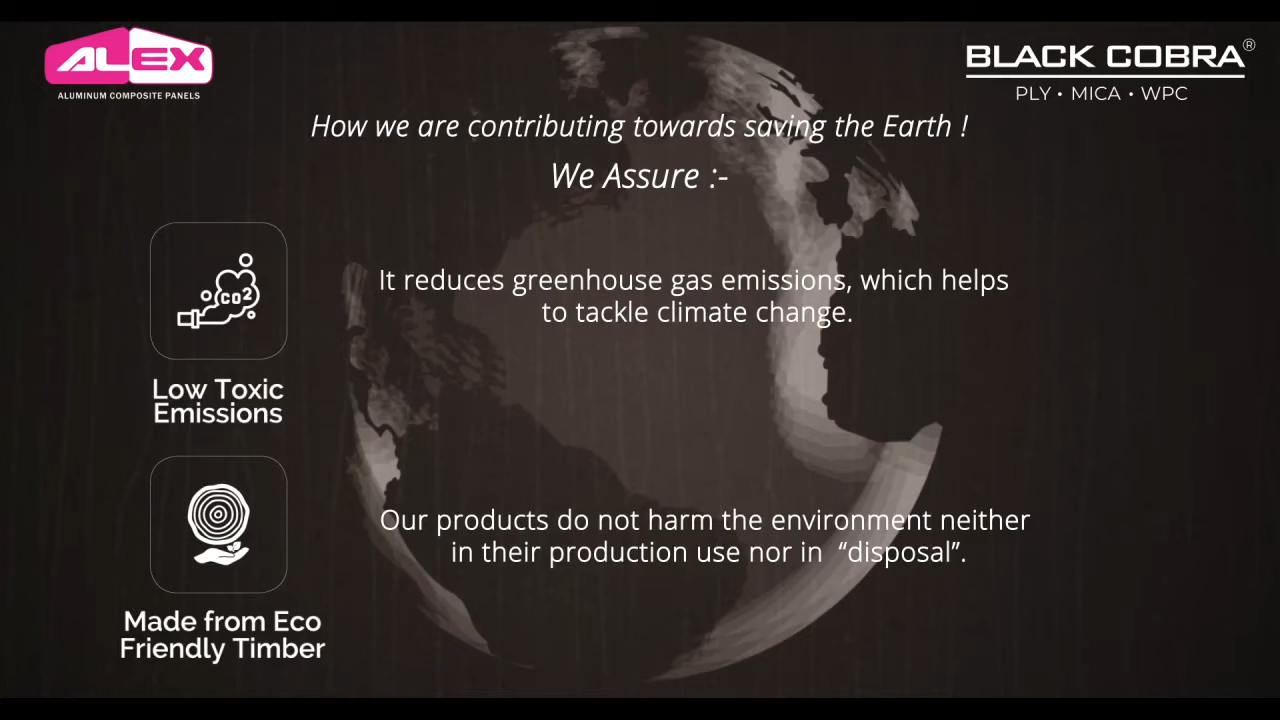 ALEX
ALUMINUM COMPOSITE PANELS
BLACK COBRA®
PLY • MICA • WPC
How we are contributing towards saving the Earth !
We Assure :-
CO2
It reduces greenhouse gas emissions, which helps
to tackle climate change.
Low Toxic
Emissions
Our products do not harm the environment neither
in their production use nor in “disposal”.
Made from Eco
Friendly Timber